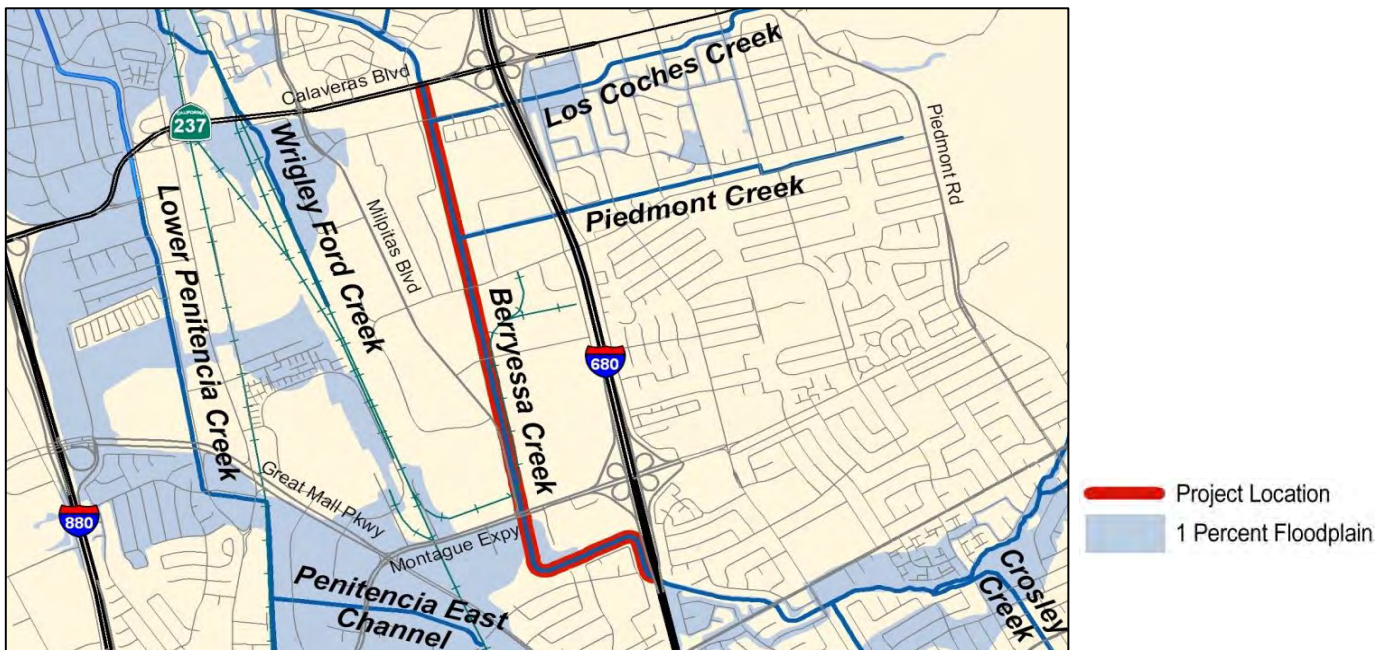 Calaveras Blvd
CALIFORNIA
237
Los Coches Creek
Piedmont Rd
Wrigley Ford Creek
Milpitas Blvd
Piedmont Creek
Lower Penitencia Creek
Berryessa Creek
680
Great Mall Pkwy
880
Montague Expy
Penitencia East
Channel
Crosley
Creek
Project Location
1 Percent Floodplain